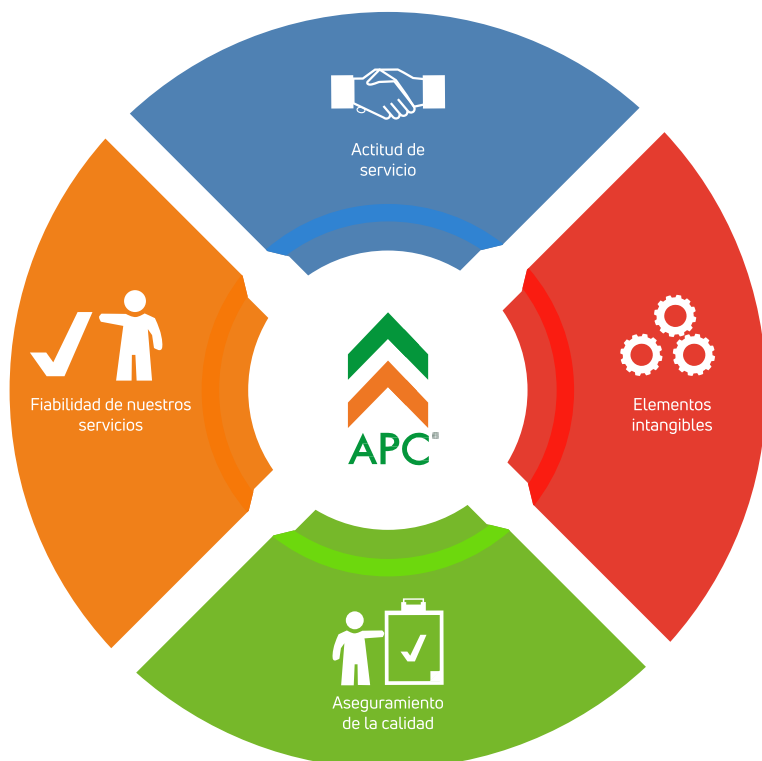 Actitud de
servicio
Fiabilidad de nuestros
servicios
Elementos
intangibles
APC
Aseguramiento
de la calidad